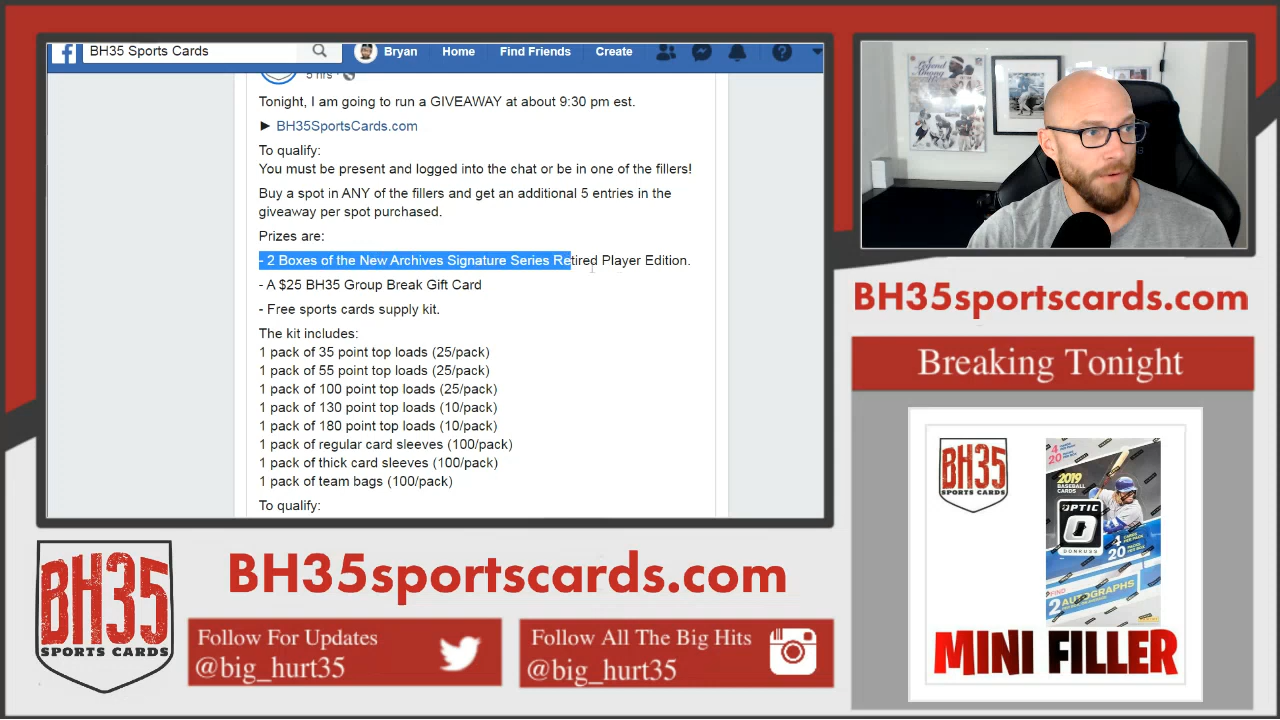 BH35 Sports Cards
Bryan Home Find Friends Create
5 hrs
Tonight, I am going to run a GIVEAWAY at about 9:30 pm est.
► BH35SportsCards.com
To qualify:
You must be present and logged into the chat or be in one of the fillers!
Buy a spot in ANY of the fillers and get an additional 5 entries in the
giveaway per spot purchased.
Prizes are:
- 2 Boxes of the New Archives Signature Series Retired Player Edition.
- A $25 BH35 Group Break Gift Card
- Free sports cards supply kit.
The kit includes:
1 pack of 35 point top loads (25/pack)
1 pack of 55 point top loads (25/pack)
1 pack of 100 point top loads (25/pack)
1 pack of 130 point top loads (10/pack)
1 pack of 180 point top loads (10/pack)
1 pack of regular card sleeves (100/pack)
1 pack of thick card sleeves (100/pack)
1 pack of team bags (100/pack)
To qualify:
BH35sportscards.com
Breaking Tonight
BH35
SPORTS CARDS
4
20
2019
BASEBALL
CARDS
OPTIC
DONRUSS
20
FIND
2 AUTOGRAPHS
MINI FILLER
BH35
SPORTS CARDS
BH35sportscards.com
Follow For Updates
@big_hurt35
Follow All The Big Hits
@big_hurt35